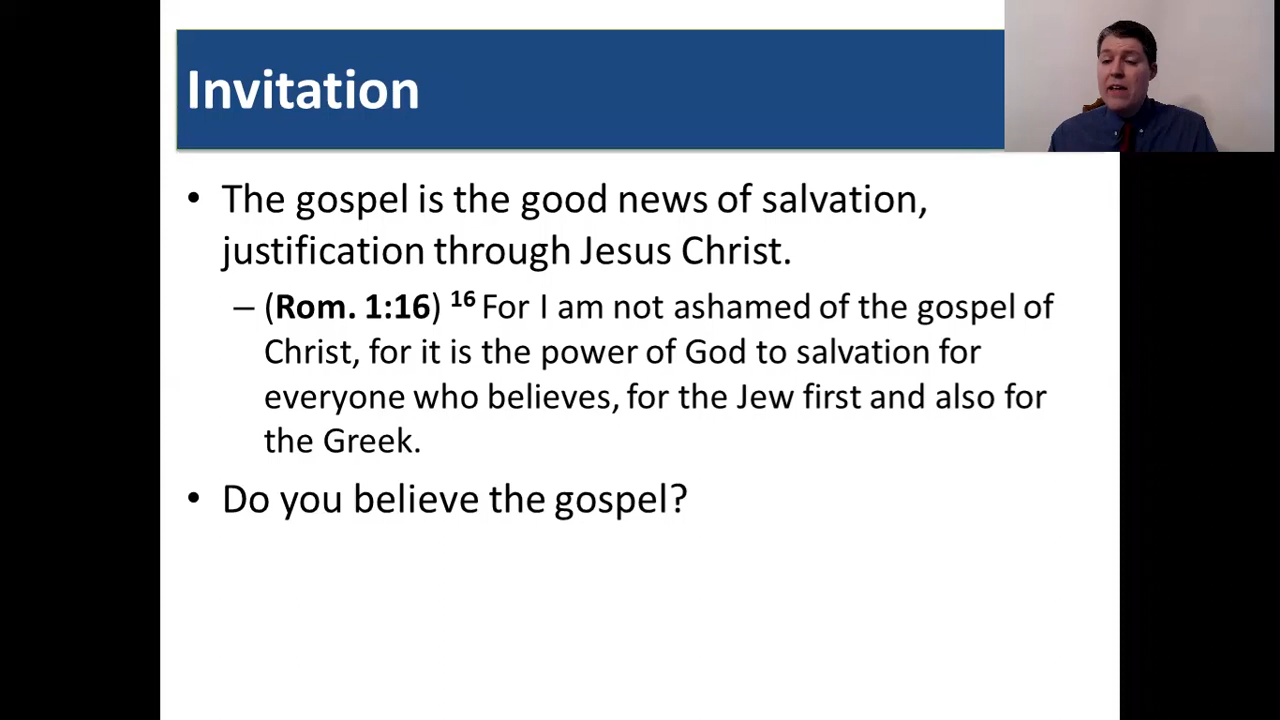 Invitation
• The gospel is the good news of salvation,
justification through Jesus Christ.
– (Rom. 1:16) 16 For I am not ashamed of the gospel of
Christ, for it is the power of God to salvation for
everyone who believes, for the Jew first and also for
the Greek.
• Do you believe the gospel?